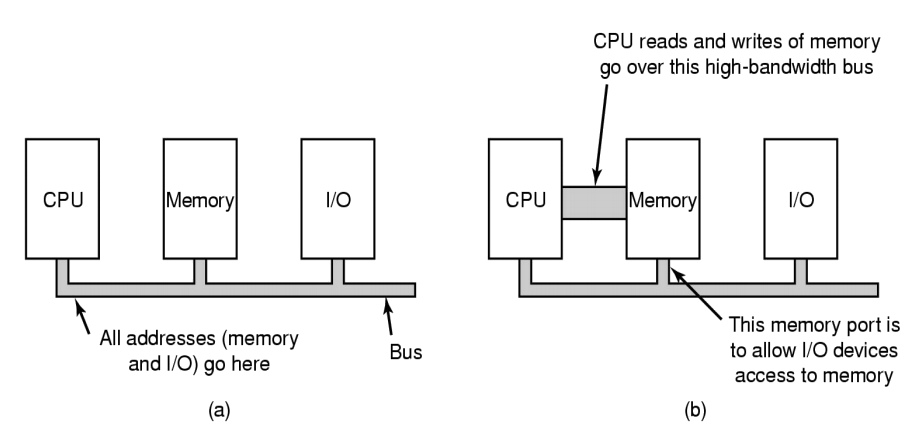 CPU reads and writes of memory
go over this high-bandwidth bus
CPU
Memory
I/O
CPU
Memory
I/O
All addresses (memory
and I/O) go here
Bus
This memory port is
to allow I/O devices
access to memory
(a)
(b)